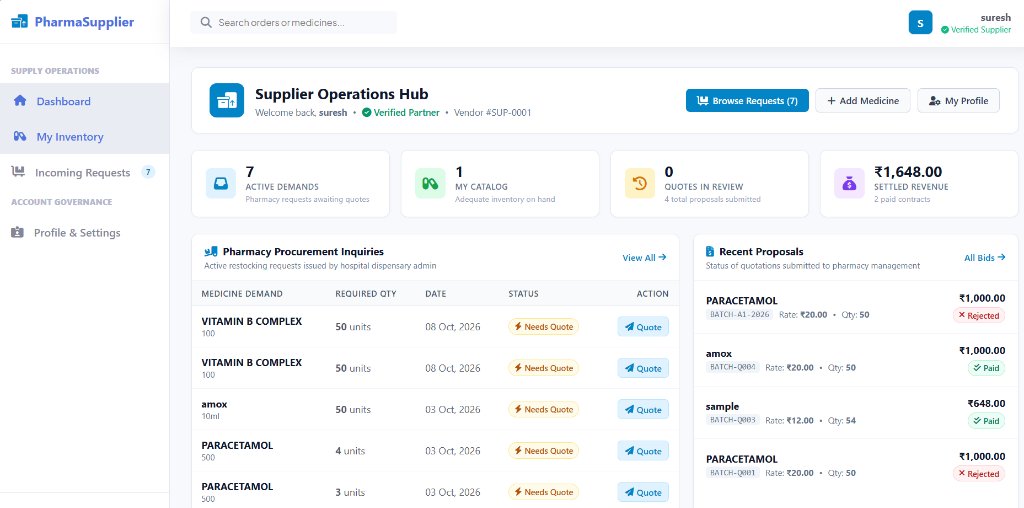 PharmaSupplier
Search orders or medicines...
s
suresh
Verified Supplier
SUPPLY OPERATIONS
Dashboard
My Inventory
Incoming Requests 7
ACCOUNT GOVERNANCE
Profile & Settings
Supplier Operations Hub
Welcome back, suresh • Verified Partner • Vendor #SUP-0001
Browse Requests (7)
Add Medicine
My Profile
7
ACTIVE DEMANDS
Pharmacy requests awaiting quotes
1
MY CATALOG
Adequate inventory on hand
0
QUOTES IN REVIEW
4 total proposals submitted
₹1,648.00
SETTLED REVENUE
2 paid contracts
Pharmacy Procurement Inquiries
Active restocking requests issued by hospital dispensary admin
View All
MEDICINE DEMAND REQUIRED QTY DATE STATUS ACTION
VITAMIN B COMPLEX
100
50 units 08 Oct, 2026 Needs Quote Quote
VITAMIN B COMPLEX
100
50 units 08 Oct, 2026 Needs Quote Quote
amox
10ml
50 units 03 Oct, 2026 Needs Quote Quote
PARACETAMOL
500
4 units 03 Oct, 2026 Needs Quote Quote
PARACETAMOL
500
3 units 03 Oct, 2026 Needs Quote Quote
Recent Proposals
Status of quotations submitted to pharmacy management
All Bids
PARACETAMOL ₹1,000.00
BATCH-A1-2026 Rate: ₹20.00 • Qty: 50 Rejected
amox ₹1,000.00
BATCH-Q004 Rate: ₹20.00 • Qty: 50 Paid
sample ₹648.00
BATCH-Q003 Rate: ₹12.00 • Qty: 54 Paid
PARACETAMOL ₹1,000.00
BATCH-Q001 Rate: ₹20.00 • Qty: 50 Rejected